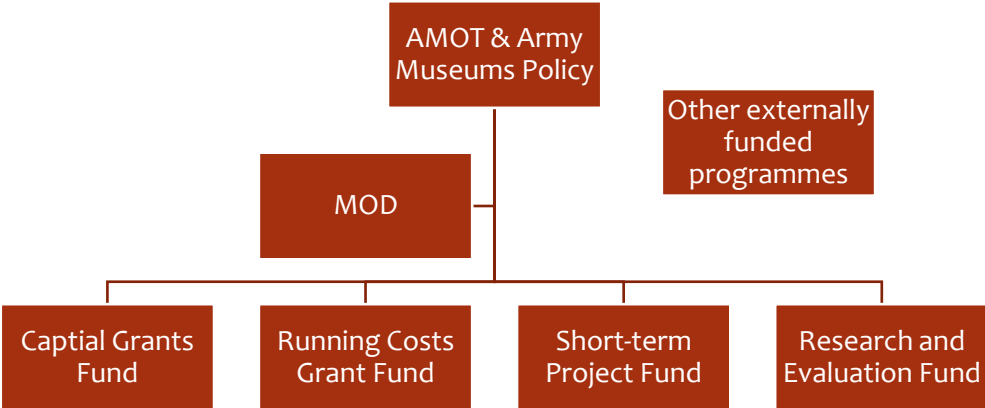 AMOT & Army
Museums Policy
Other externally
funded
programmes
MOD
Captial Grants
Fund
Running Costs
Grant Fund
Short-term
Project Fund
Research and
Evaluation Fund